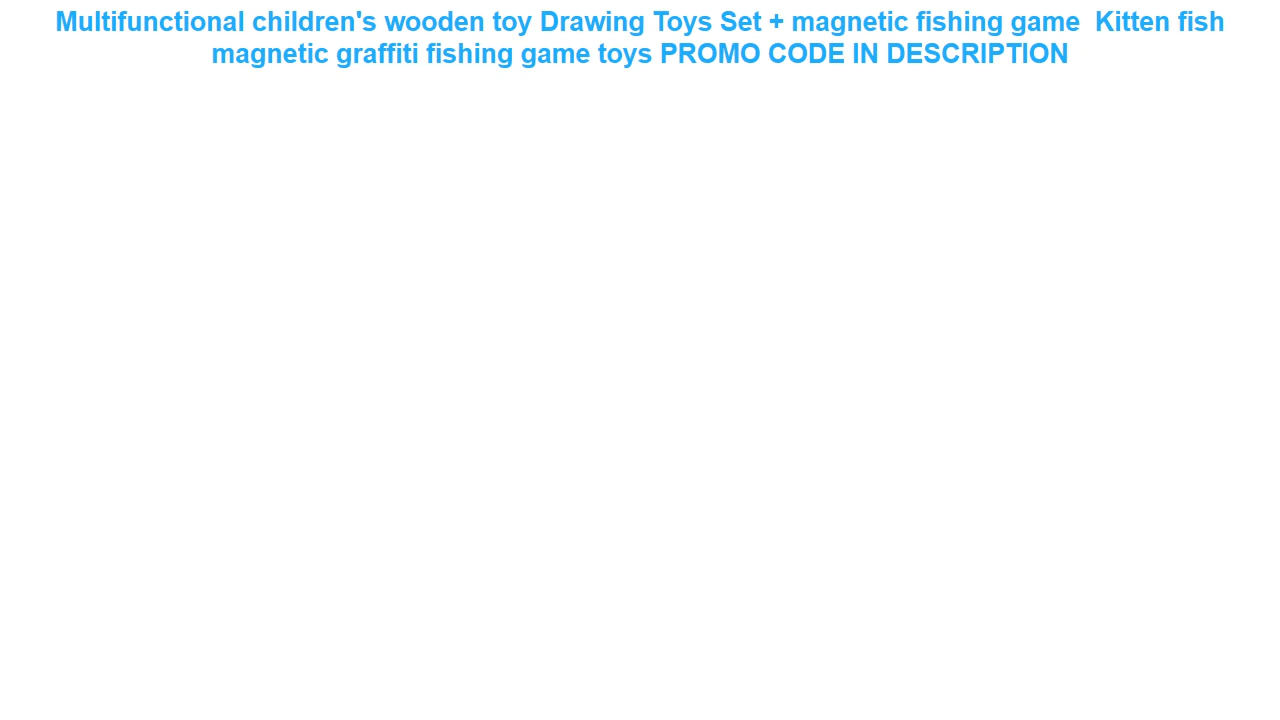 Multifunctional children's wooden toy Drawing Toys Set + magnetic fishing game  Kitten fish
magnetic graffiti fishing game toys PROMO CODE IN DESCRIPTION